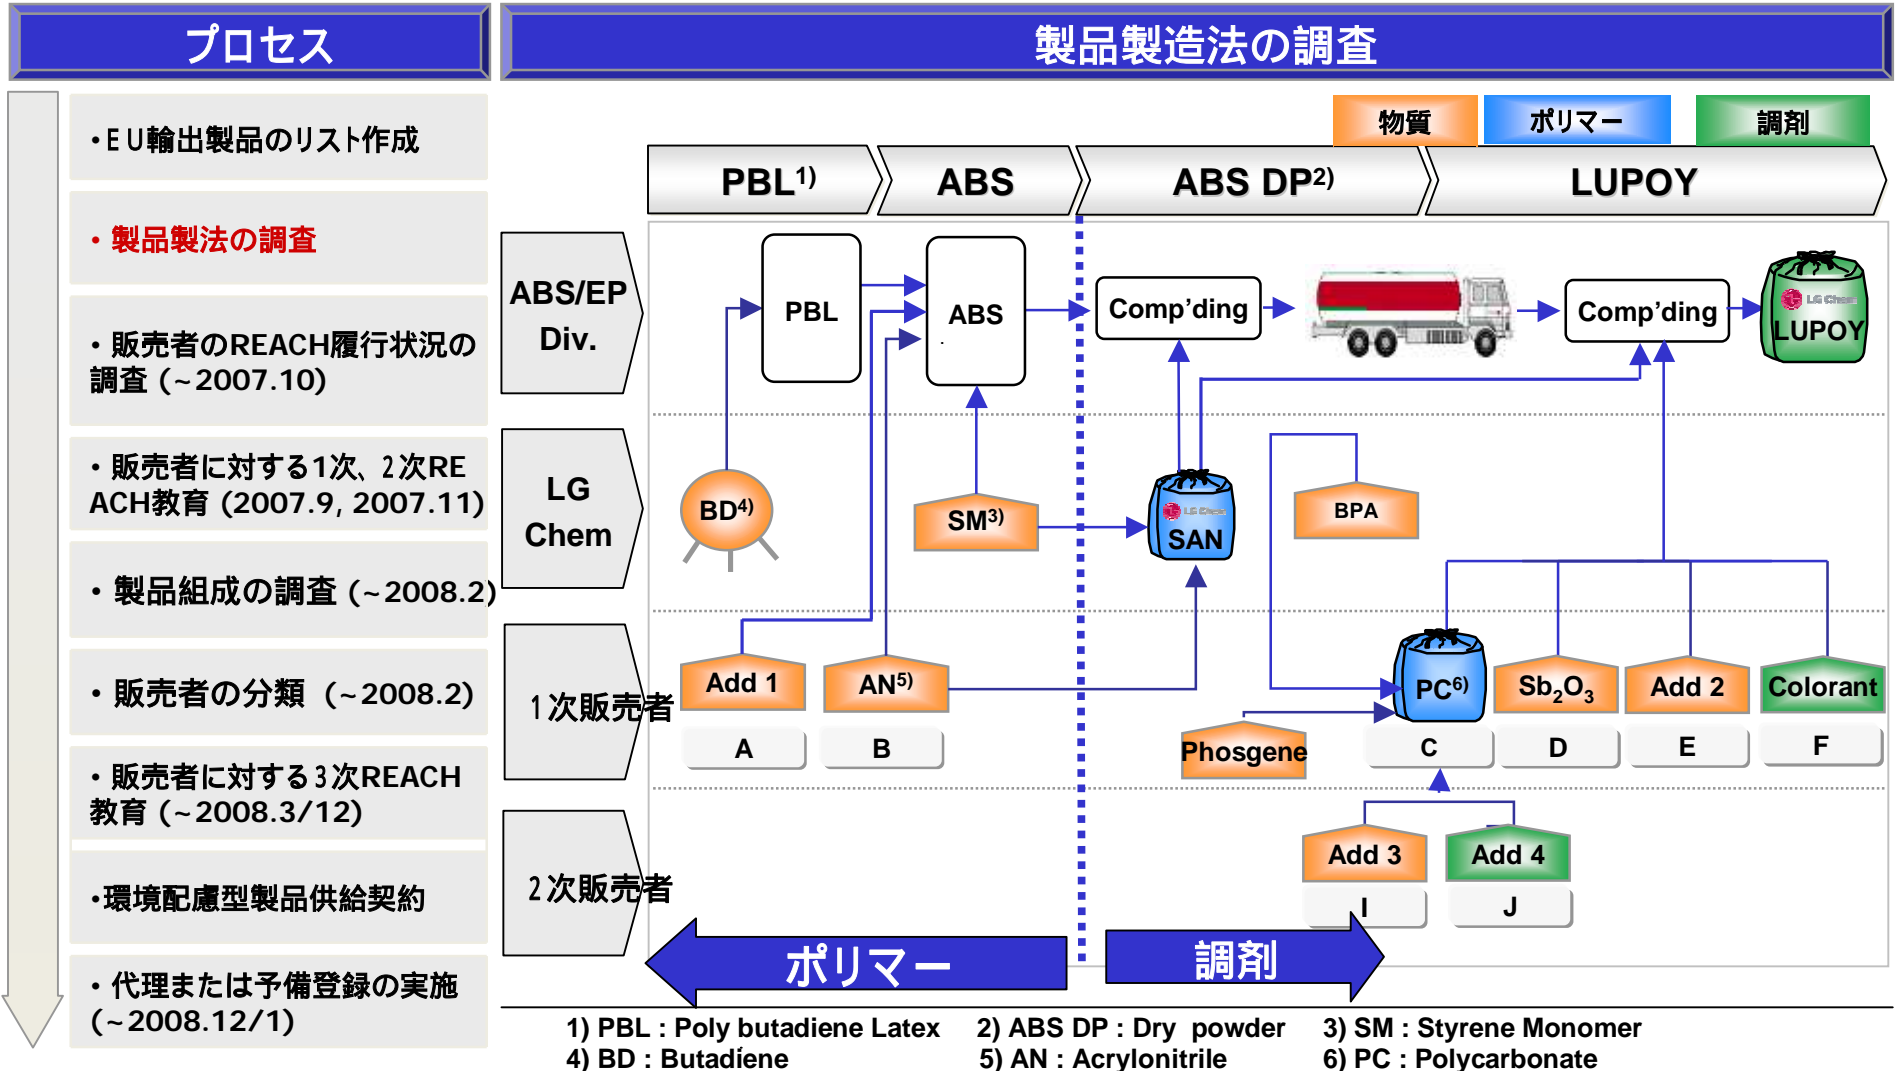 プロセス
製品製造法の調査
・EU輸出製品のリスト作成
・製品製法の調査
・販売者のREACH履行状況の
調査 (~2007.10)
・販売者に対する1次、2次RE
ACH教育 (2007.9, 2007.11)
・製品組成の調査 (~2008.2)
・販売者の分類 (~2008.2)
・販売者に対する3次REACH
教育 (~2008.3/12)
・環境配慮型製品供給契約
・代理または予備登録の実施
(~2008.12/1)
物質
ポリマー
調剤
PBL1)
ABS
ABS DP2)
LUPOY
ABS/EP
Div.
PBL
ABS
Comp'ding
Comp'ding
LG Chem
LUPOY
LG
Chem
BD4)
SM3)
LG Chem
SAN
BPA
1次販売者
Add 1
AN5)
PC6)
Sb2O3
Add 2
Colorant
A
B
Phosgene
C
D
E
F
2次販売者
Add 3
Add 4
I
J
ポリマー
調剤
1) PBL : Poly butadiene Latex
2) ABS DP : Dry powder
3) SM : Styrene Monomer
4) BD : Butadiene
5) AN : Acrylonitrile
6) PC : Polycarbonate